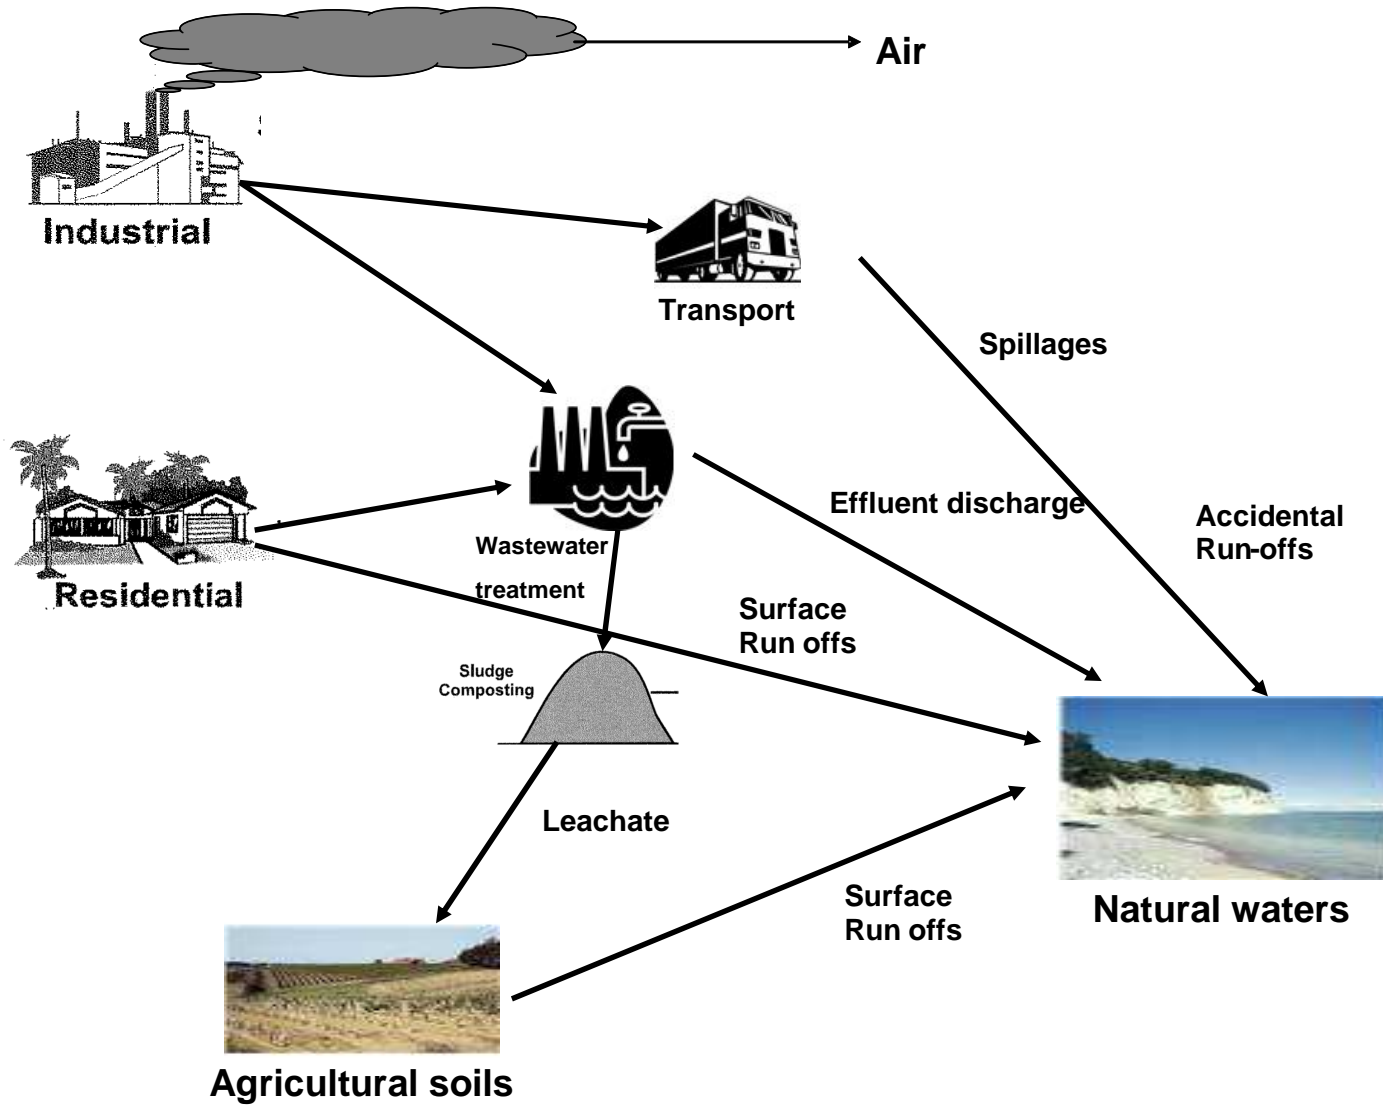 Air
Industrial
Transport
Spillages
Effluent discharge
Accidental
Run-offs
Wastewater
treatment
Residential
Surface
Run offs
Sludge
Composting
Leachate
Surface
Run offs
Natural waters
Agricultural soils